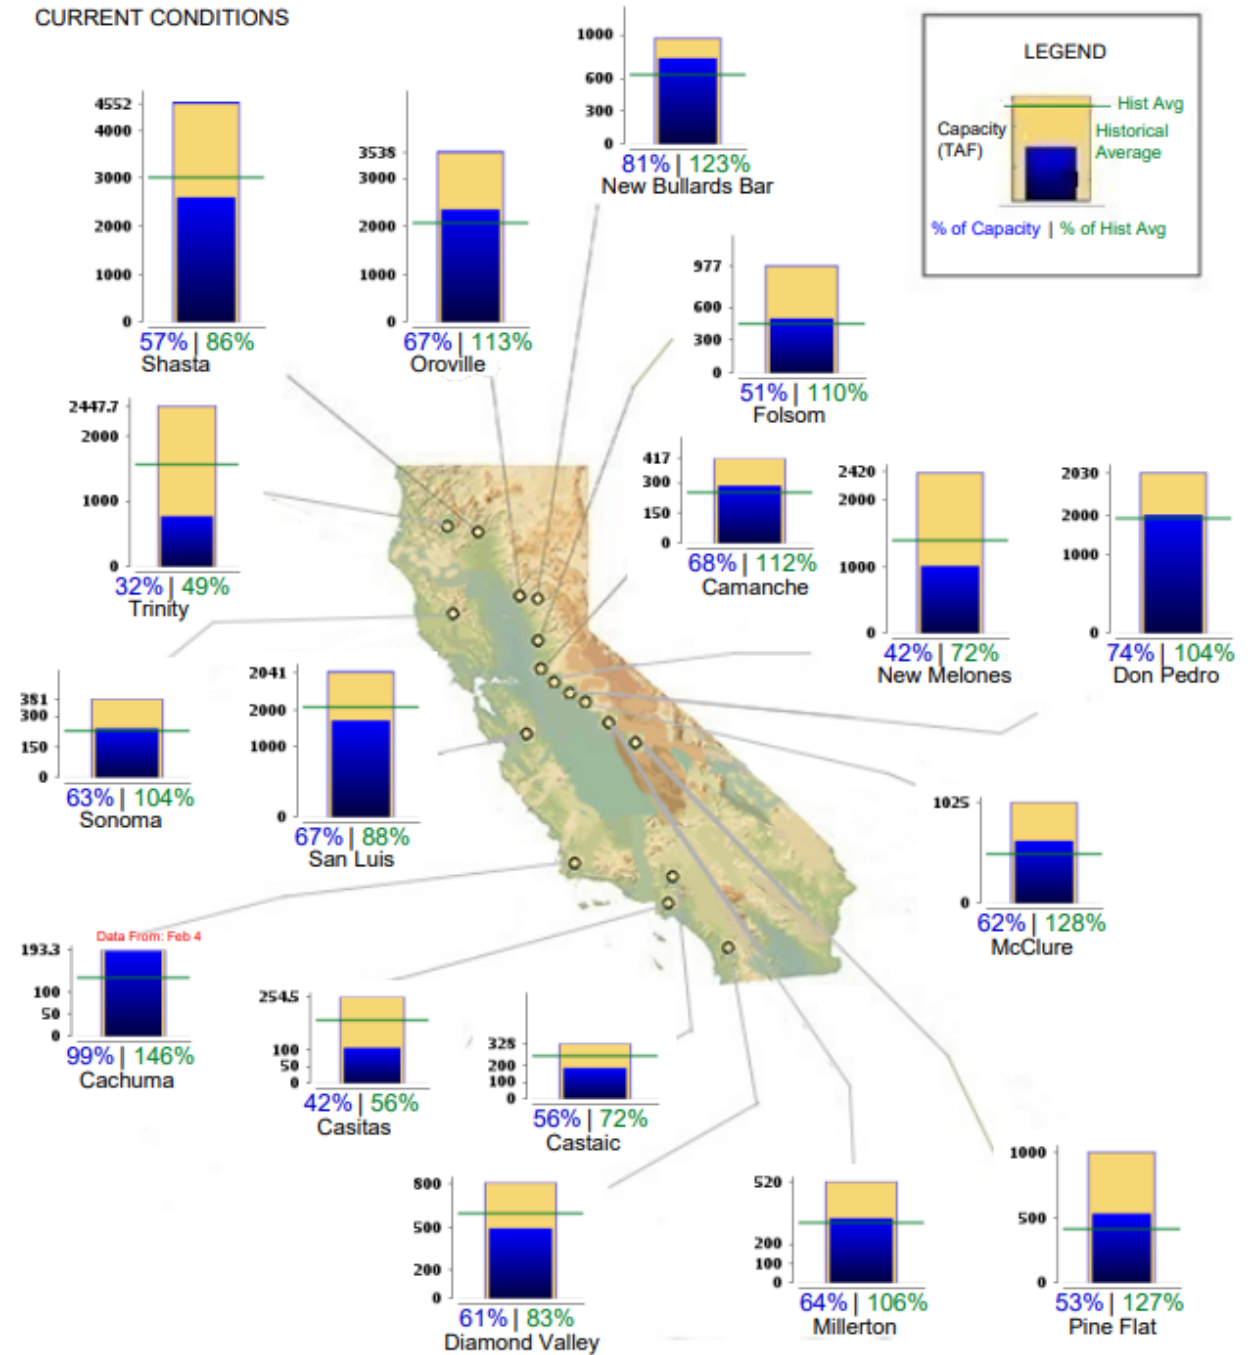 CURRENT CONDITIONS
1000
600
300
0
81% | 123%
New Bullards Bar
LEGEND
Hist Avg
Capacity
(TAF)
Historical
Average
% of Capacity | % of Hist Avg
4552
4000
3000
2000
1000
0
57% | 86%
Shasta
3538
3000
2000
1000
0
67% | 113%
Oroville
977
600
300
0
51% | 110%
Folsom
2447.7
2000
1000
0
32% | 49%
Trinity
417
300
150
0
68% | 112%
Camanche
2420
2000
1000
0
42% | 72%
New Melones
2030
2000
1000
0
74% | 104%
Don Pedro
381
300
150
0
63% | 104%
Sonoma
2041
2000
1000
0
67% | 88%
San Luis
1025
0
62% | 128%
McClure
Data From: Feb 4
193.3
100
50
0
99% | 146%
Cachuma
254.5
100
50
0
42% | 56%
Casitas
328
200
100
0
56% | 72%
Castaic
800
500
200
0
61% | 83%
Diamond Valley
520
200
100
0
64% | 106%
Millerton
1000
500
0
53% | 127%
Pine Flat